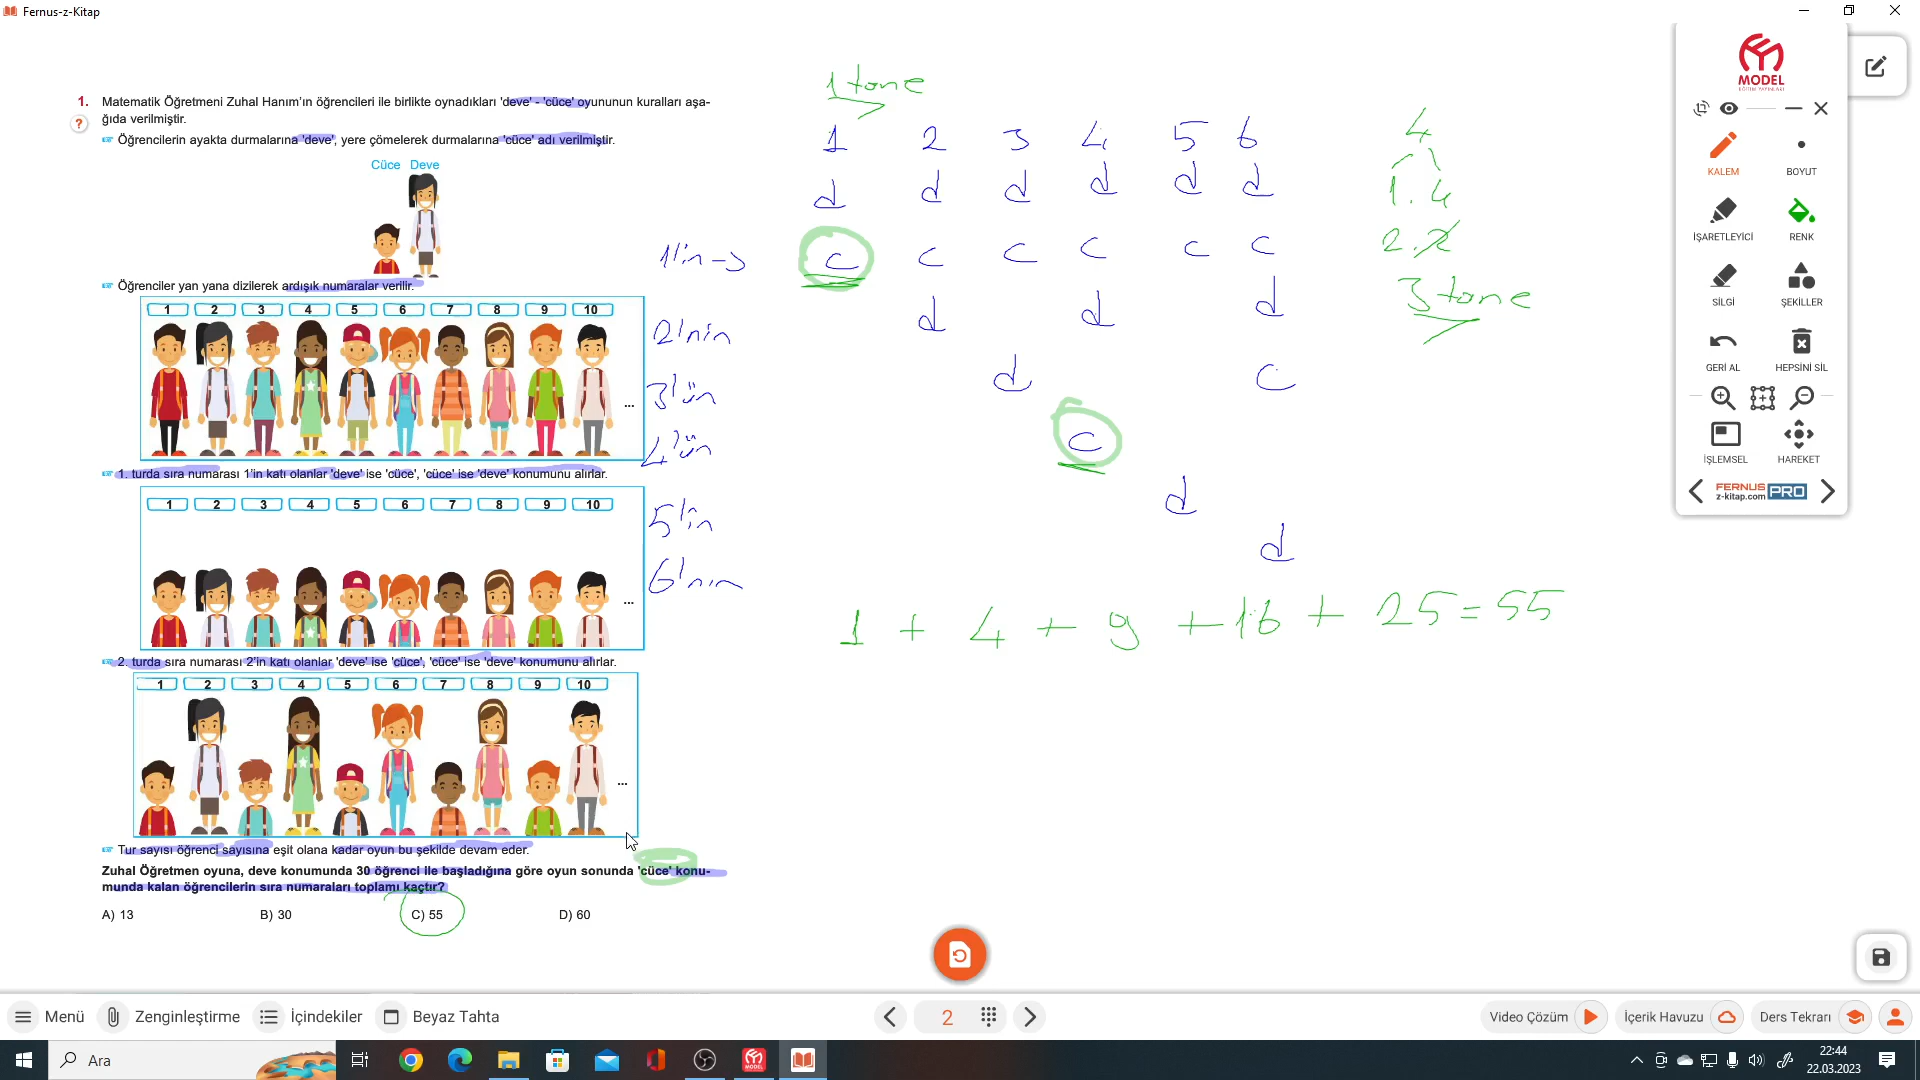 Fernus-z-Kitap
1. Matematik Öğretmeni Zuhal Hanım'ın öğrencileri ile birlikte oynadıkları 'deve' - 'cüce' oyununun kuralları aşa-
ğıda verilmiştir.
?
Öğrencilerin ayakta durmalarına 'deve', yere çömelerek durmalarına 'cüce' adı verilmiştir.
Cüce Deve
Öğrenciler yan yana dizilerek ardışık numaralar verilir.
1 2 3 4 5 6 7 8 9 10
...
1. turda sıra numarası 1'in katı olanlar 'deve' ise 'cüce', 'cüce' ise 'deve' konumunu alırlar.
1 2 3 4 5 6 7 8 9 10
...
2. turda sıra numarası 2'in katı olanlar 'deve' ise 'cüce', 'cüce' ise 'deve' konumunu alırlar.
1 2 3 4 5 6 7 8 9 10
...
Tur sayısı öğrenci sayısına eşit olana kadar oyun bu şekilde devam eder.
Zuhal Öğretmen oyuna, deve konumunda 30 öğrenci ile başladığına göre oyun sonunda 'cüce' konu-
munda kalan öğrencilerin sıra numaraları toplamı kaçtır?
A) 13 B) 30 C) 55 D) 60
1 tane
1 2 3 4 5 6
d d d d d d
1'in c c c c c c
2'nin d d d
3'ün d c
4'ün c
5'in d
6'nın d
1 + 4 + 9 + 16 + 25 = 55
4
1.4
2.2
3 tane
MODEL
EĞİTİM YAYINLARI
KALEM BOYUT
İŞARETLEYİCİ RENK
SİLGİ ŞEKİLLER
GERİ AL HEPSİNİ SİL
İŞLEMSEL HAREKET
FERNUS
z-kitap.com PRO
Menü Zenginleştirme İçindekiler Beyaz Tahta 2 Video Çözüm İçerik Havuzu Ders Tekrarı
Ara
22:44
22.03.2023